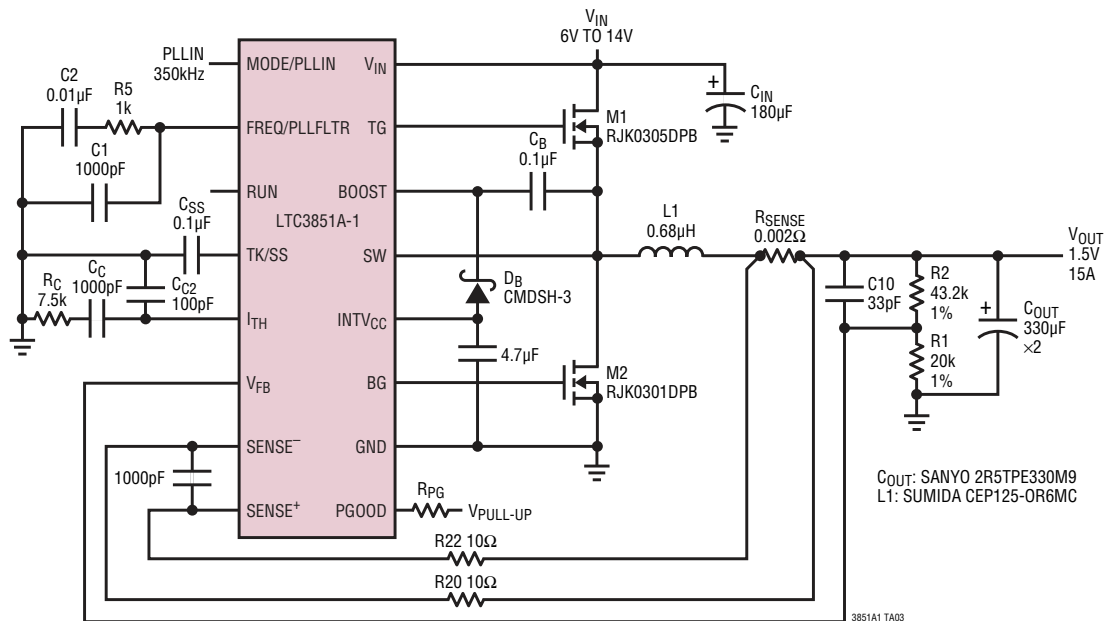 VIN
6V TO 14V
PLLIN
350kHz
MODE/PLLIN
VIN
C2
0.01µF
R5
1k
+
CIN
180µF
FREQ/PLLFLTR
TG
M1
RJK0305DPB
C1
1000pF
CB
0.1µF
RUN
BOOST
LTC3851A-1
CSS
0.1µF
TK/SS
SW
L1
0.68µH
RSENSE
0.002Ω
VOUT
1.5V
15A
RC
7.5k
CC
1000pF
CC2
100pF
DB
CMDSH-3
C10
33pF
R2
43.2k
1%
+
COUT
330µF
×2
ITH
INTVCC
4.7µF
R1
20k
1%
VFB
BG
M2
RJK0301DPB
SENSE–
GND
1000pF
COUT: SANYO 2R5TPE330M9
L1: SUMIDA CEP125-OR6MC
SENSE+
PGOOD
RPG
VPULL-UP
R22 10Ω
R20 10Ω
3851A1 TA03